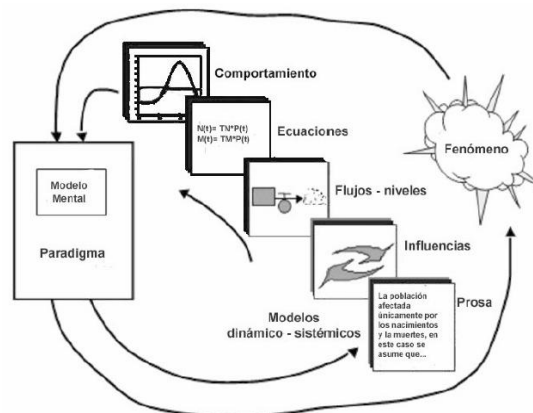 Comportamiento
N(t)= TN*P(t)
M(t)= TM*P(t)
Ecuaciones
Fenómeno
Modelo
Mental
Paradigma
Flujos - niveles
Influencias
Prosa
La población
afectada
únicamente por
los nacimientos
y la muertes, en
este caso se
asume que...
Modelos
dinámico - sistémicos